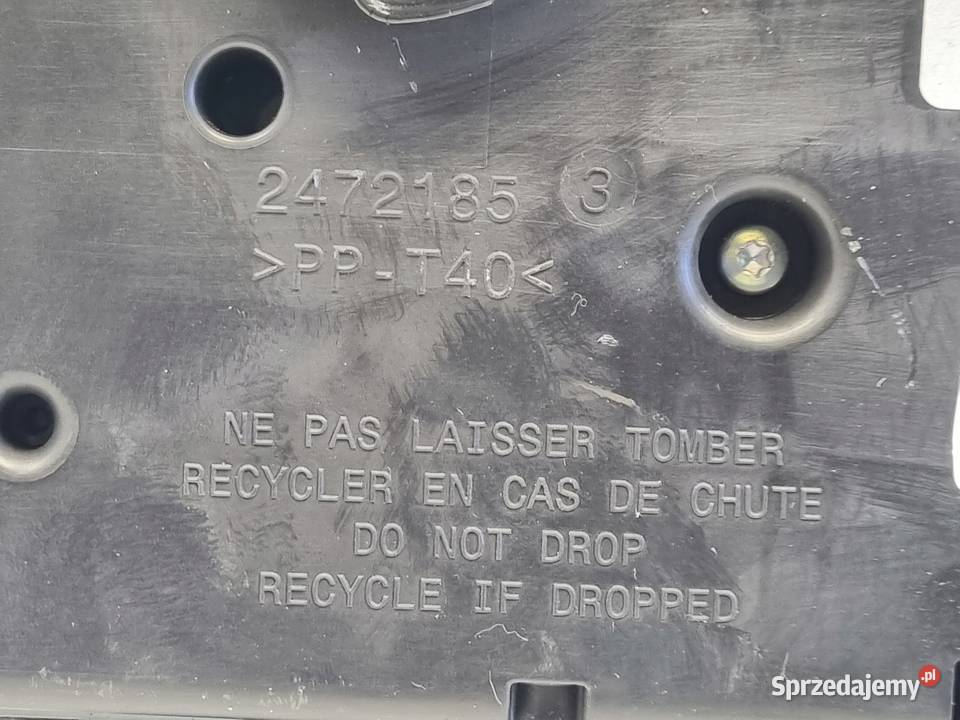 2472185 3
>PP-T40<
NE PAS LAISSER TOMBER
RECYCLER EN CAS DE CHUTE
DO NOT DROP
RECYCLE IF DROPPED
Sprzedajemy.pl